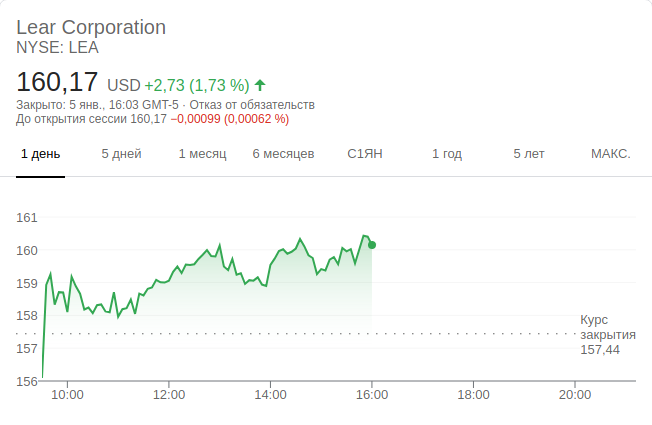 Lear Corporation
NYSE: LEA
160,17 USD +2,73 (1,73 %)
Закрыто: 5 янв., 16:03 GMT-5 · Отказ от обязательств
До открытия сессии 160,17 −0,00099 (0,00062 %)
1 день 5 дней 1 месяц 6 месяцев С1ЯН 1 год 5 лет МАКС.
161
160
159
158
Курс
закрытия
157,44
157
156
10:00 12:00 14:00 16:00 18:00 20:00